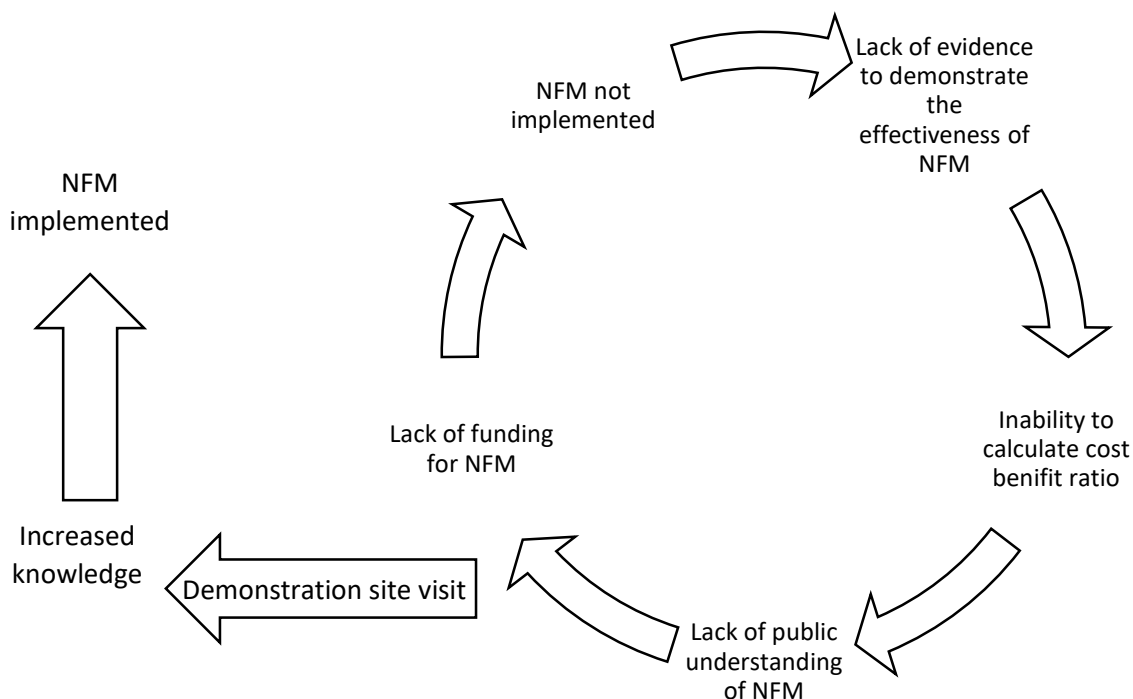 NFM not
implemented
Lack of evidence
to demonstrate
the
effectiveness of
NFM
Inability to
calculate cost
benifit ratio
Lack of public
understanding
of NFM
Lack of funding
for NFM
Demonstration site visit
Increased
knowledge
NFM
implemented